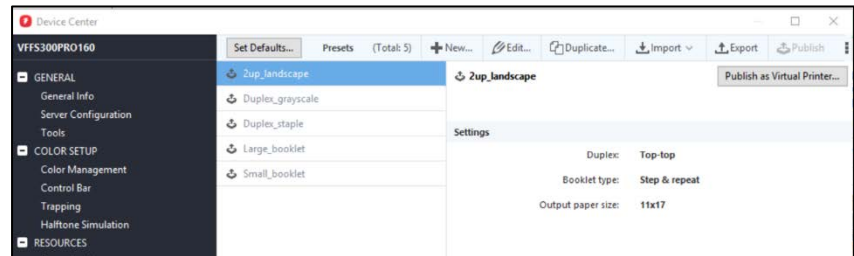 Device Center
VFFS300PRO160
Set Defaults... Presets (Total: 5) New... Edit... Duplicate... Import Export Publish
GENERAL
General Info
Server Configuration
Tools
COLOR SETUP
Color Management
Control Bar
Trapping
Halftone Simulation
RESOURCES
2up_landscape
Duplex_grayscale
Duplex_staple
Large_booklet
Small_booklet
2up_landscape Publish as Virtual Printer...
Settings
Duplex: Top-top
Booklet type: Step & repeat
Output paper size: 11x17